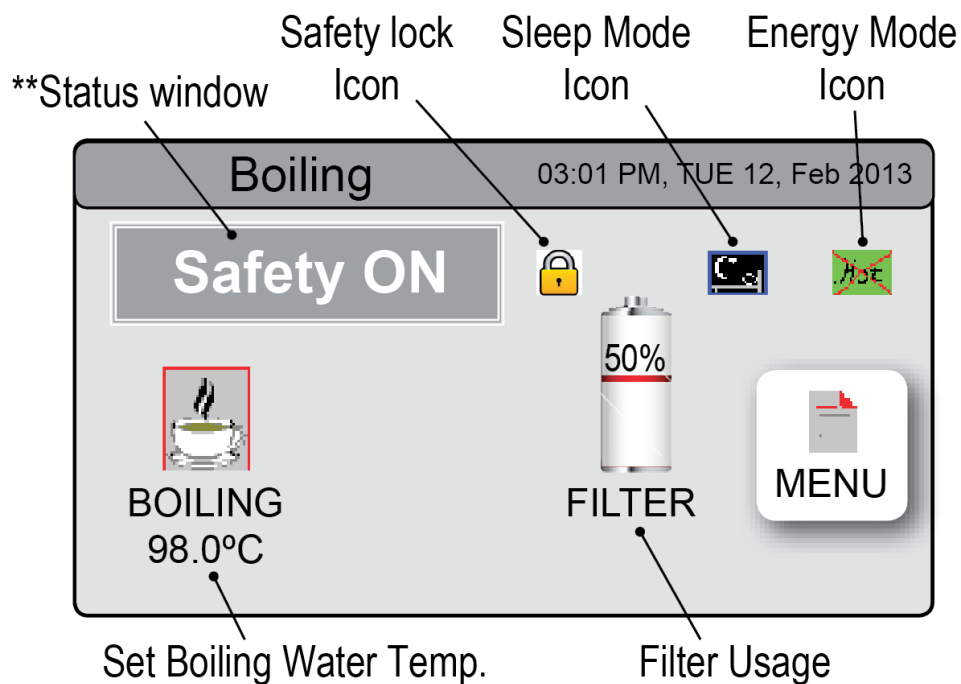 Safety lock
Icon
Sleep Mode
Icon
Energy Mode
Icon
**Status window
Boiling
03:01 PM, TUE 12, Feb 2013
Safety ON
Hot
50%
BOILING
98.0ºC
FILTER
MENU
Set Boiling Water Temp.
Filter Usage